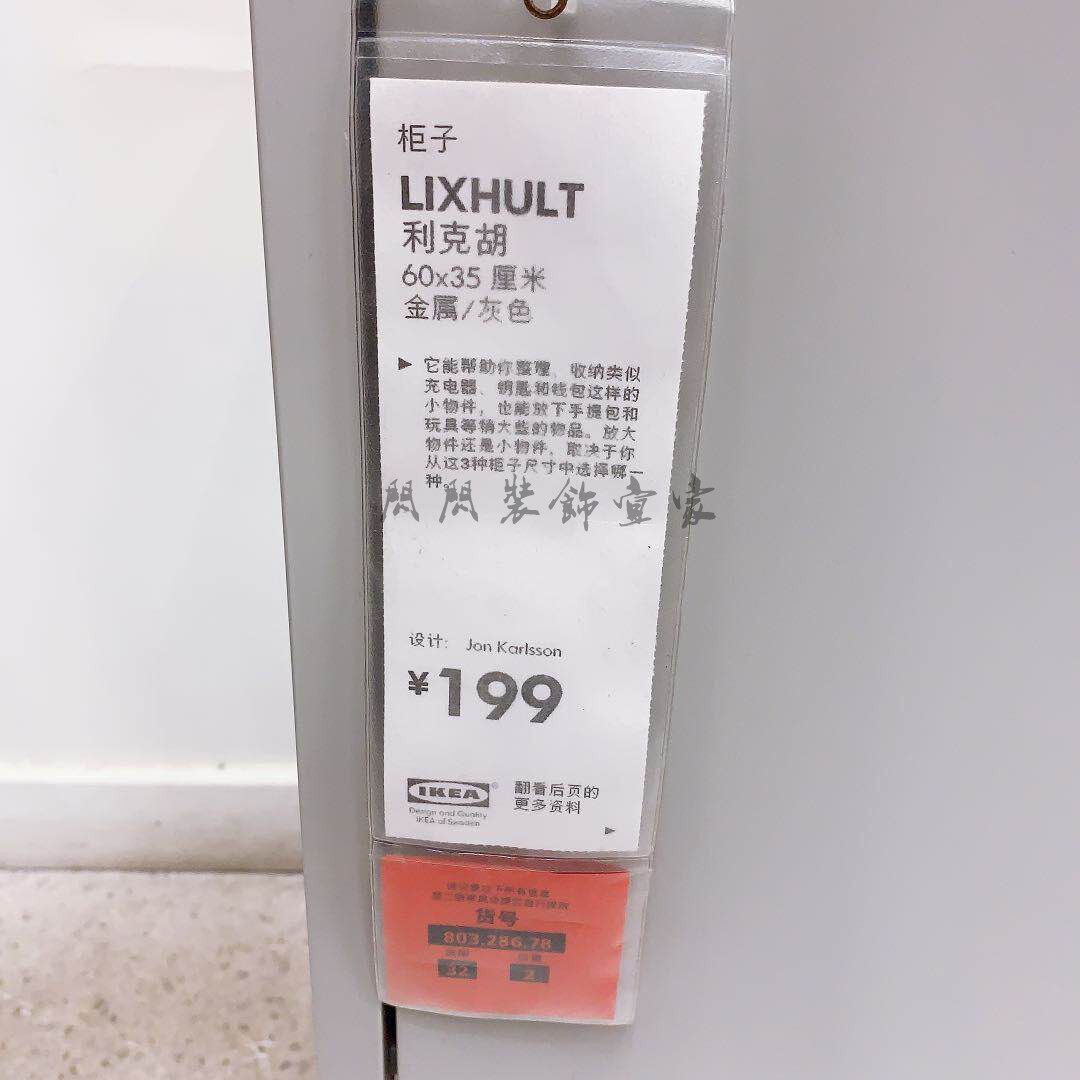 柜子
LIXHULT
利克胡
60x35 厘米
金属/灰色
▶ 它能帮助你整理、收纳类似
充电器、钥匙和钱包这样的
小物件，也能放下手提包和
玩具等稍大些的物品。放大
物件还是小物件，取决于你
从这3种柜子尺寸中选择哪一
种。
閃閃裝飾壹家
设计: Jon Karlsson
¥199
IKEA
®
Design and Quality
IKEA of Sweden
翻看后页的
更多资料
货号
803.286.78
32 2